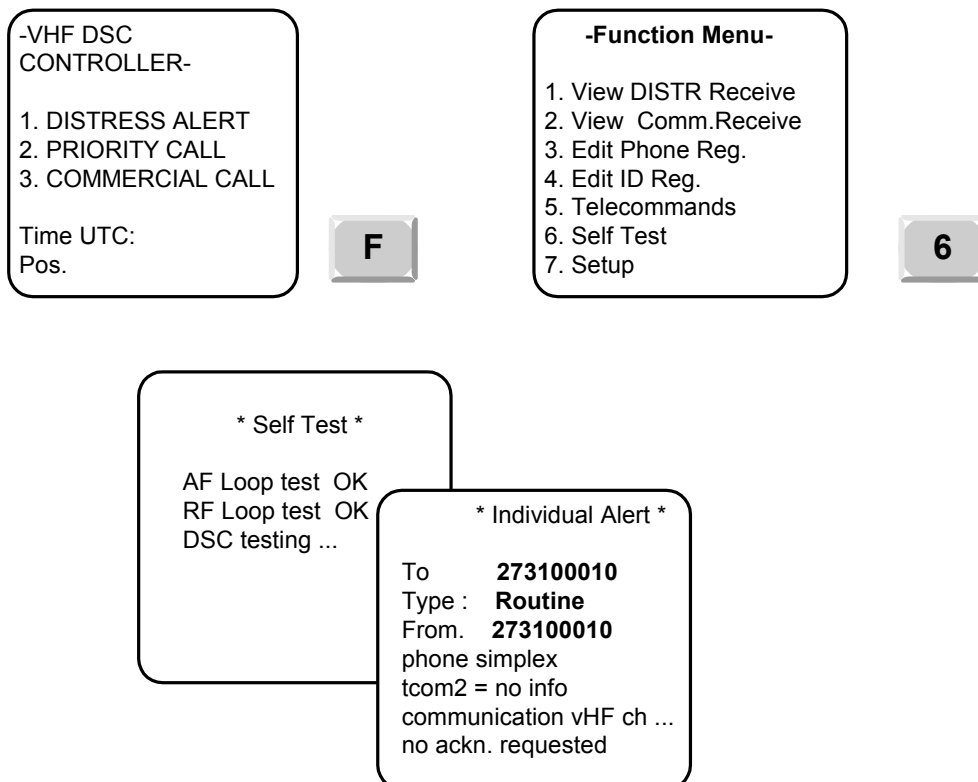 -VHF DSC
CONTROLLER-
1. DISTRESS ALERT
2. PRIORITY CALL
3. COMMERCIAL CALL
Time UTC:
Pos.
F
-Function Menu-
1. View DISTR Receive
2. View Comm.Receive
3. Edit Phone Reg.
4. Edit ID Reg.
5. Telecommands
6. Self Test
7. Setup
6
* Self Test *
AF Loop test OK
RF Loop test OK
DSC testing ...
* Individual Alert *
To 273100010
Type : Routine
From. 273100010
phone simplex
tcom2 = no info
communication vHF ch ...
no ackn. requested